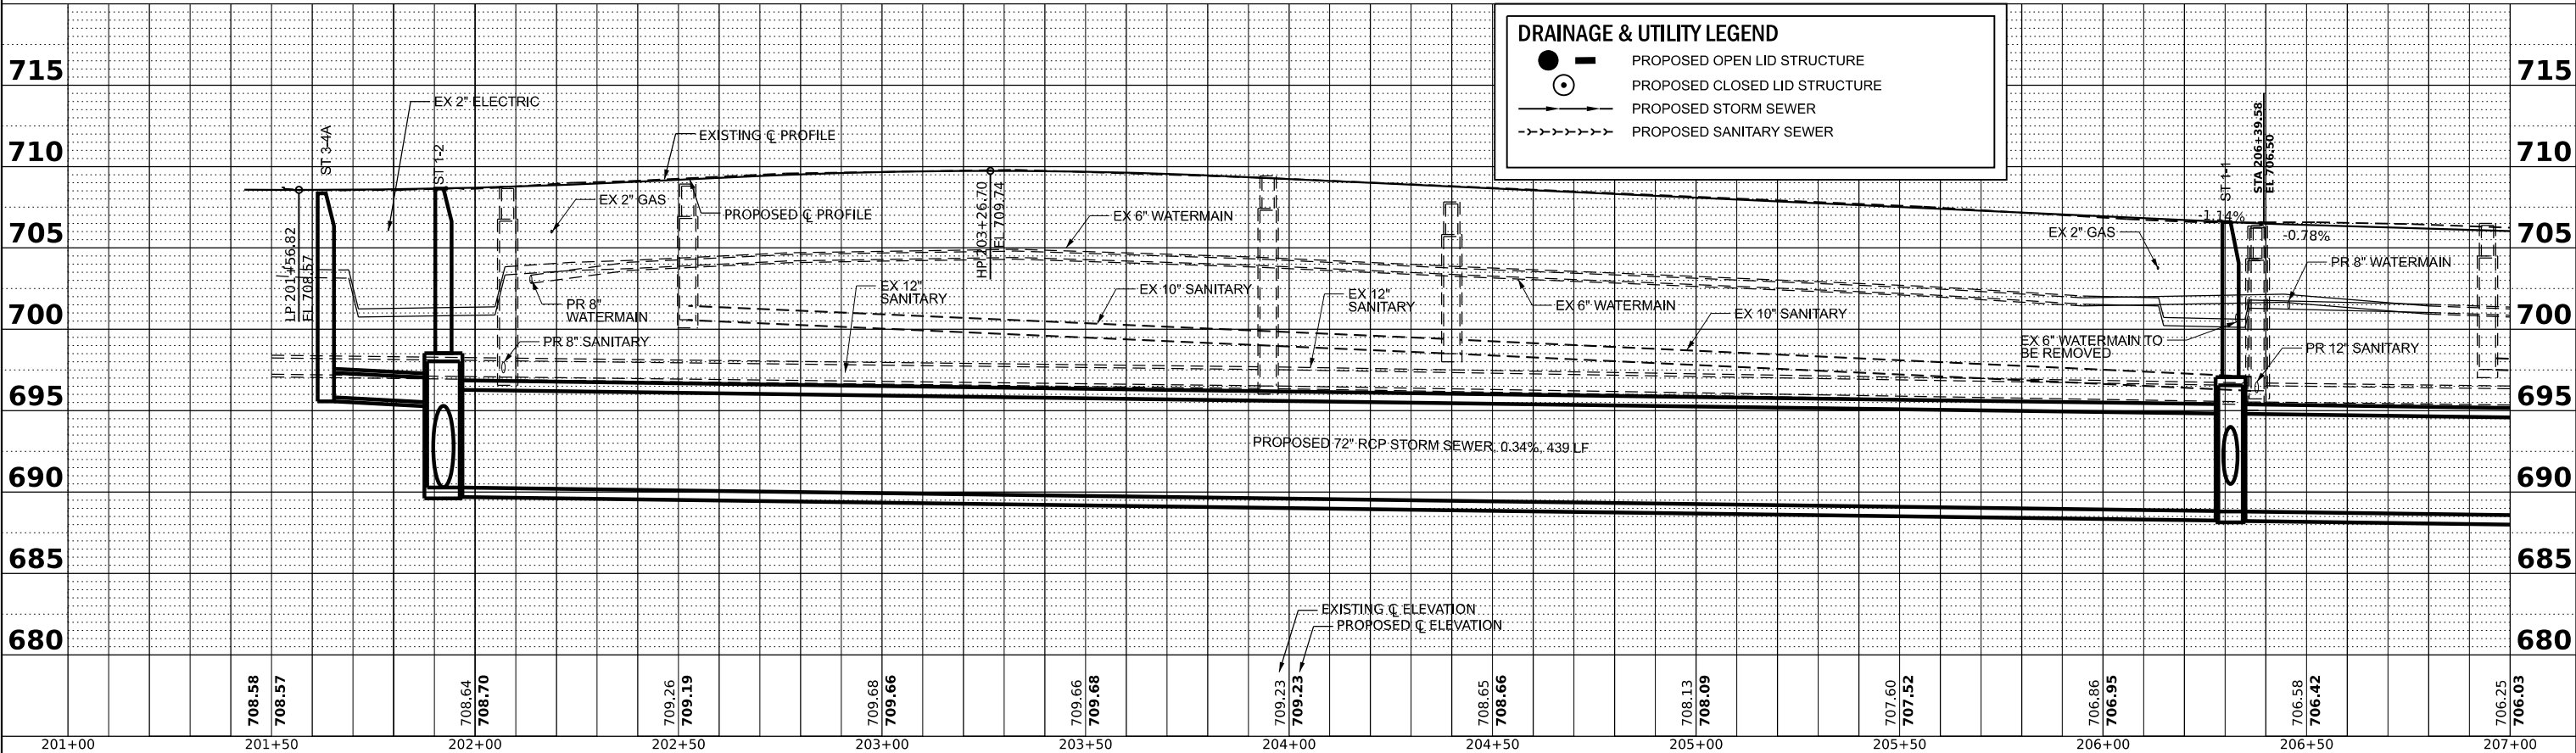 DRAINAGE & UTILITY LEGEND
PROPOSED OPEN LID STRUCTURE
PROPOSED CLOSED LID STRUCTURE
PROPOSED STORM SEWER
PROPOSED SANITARY SEWER
715
715
710
710
705
705
700
700
695
695
690
690
685
685
680
680
EX 2" ELECTRIC
ST 3-4A
ST 1-2
EXISTING ℄ PROFILE
EX 2" GAS
PROPOSED ℄ PROFILE
LP 201+56.82
EL 708.57
HP 203+26.70
EL 709.74
EX 6" WATERMAIN
PR 8"
WATERMAIN
PR 8" SANITARY
EX 12"
SANITARY
EX 10" SANITARY
EX 12"
SANITARY
EX 6" WATERMAIN
EX 10" SANITARY
ST 1-1
STA 206+39.58
EL 706.50
-1.14%
-0.78%
EX 2" GAS
PR 8" WATERMAIN
EX 6" WATERMAIN TO
BE REMOVED
PR 12" SANITARY
PROPOSED 72" RCP STORM SEWER, 0.34%, 439 LF
EXISTING ℄ ELEVATION
PROPOSED ℄ ELEVATION
708.58
708.57
708.64
708.70
709.26
709.19
709.68
709.66
709.66
709.68
709.23
709.23
708.65
708.66
708.13
708.09
707.60
707.52
706.86
706.95
706.58
706.42
706.25
706.03
201+00
201+50
202+00
202+50
203+00
203+50
204+00
204+50
205+00
205+50
206+00
206+50
207+00